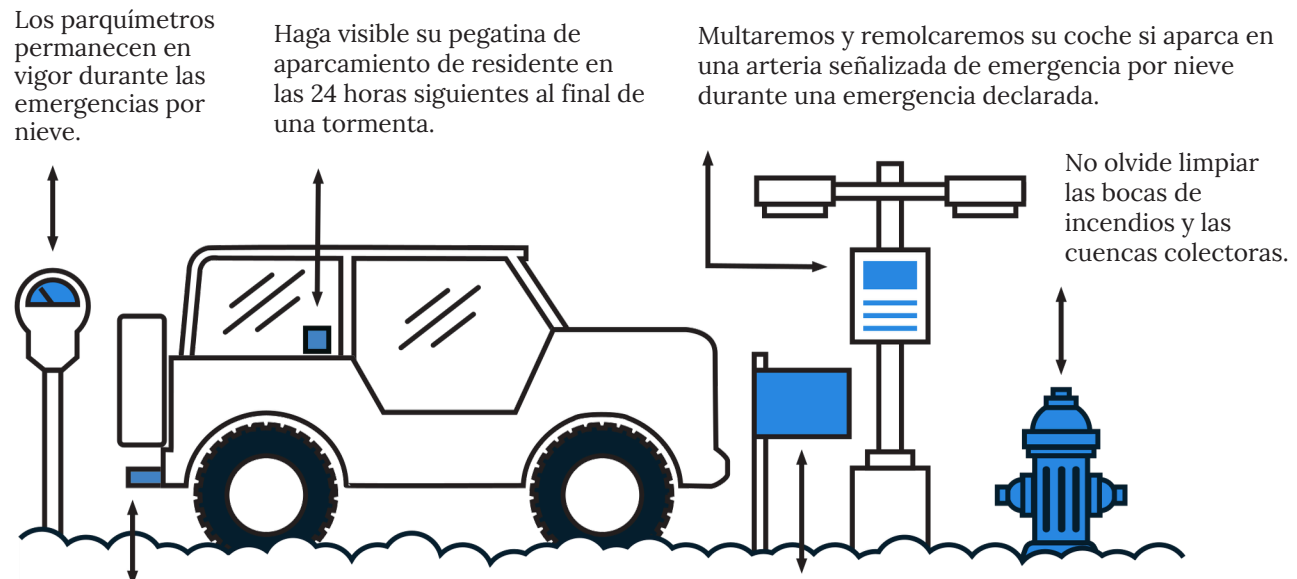 Los parquímetros
permanecen en
vigor durante las
emergencias por
nieve.
Haga visible su pegatina de
aparcamiento de residente en
las 24 horas siguientes al final de
una tormenta.
Multaremos y remolcaremos su coche si aparca en
una arteria señalizada de emergencia por nieve
durante una emergencia declarada.
No olvide limpiar
las bocas de
incendios y las
cuencas colectoras.